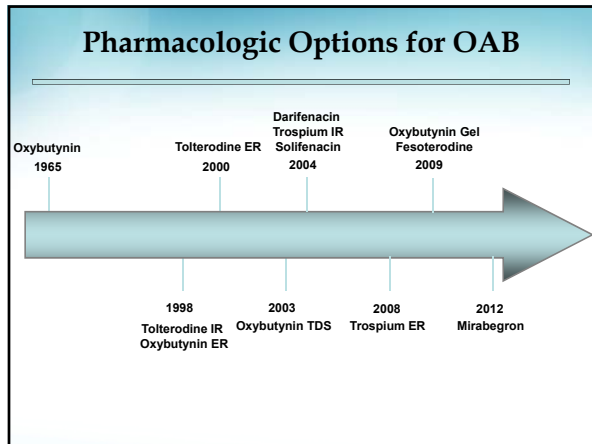 Pharmacologic Options for OAB
Oxybutynin
1965
Tolterodine ER
2000
Darifenacin
Trospium IR
Solifenacin
2004
Oxybutynin Gel
Fesoterodine
2009
1998
Tolterodine IR
Oxybutynin ER
2003
Oxybutynin TDS
2008
Trospium ER
2012
Mirabegron